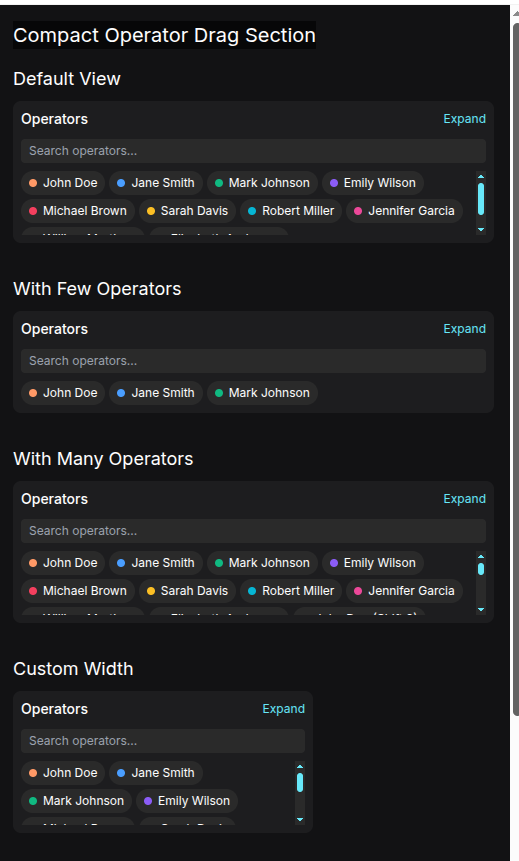 Compact Operator Drag Section
Default View
Operators Expand
Search operators...
John Doe Jane Smith Mark Johnson Emily Wilson
Michael Brown Sarah Davis Robert Miller Jennifer Garcia
With Few Operators
Operators Expand
Search operators...
John Doe Jane Smith Mark Johnson
With Many Operators
Operators Expand
Search operators...
John Doe Jane Smith Mark Johnson Emily Wilson
Michael Brown Sarah Davis Robert Miller Jennifer Garcia
Custom Width
Operators Expand
Search operators...
John Doe Jane Smith
Mark Johnson Emily Wilson